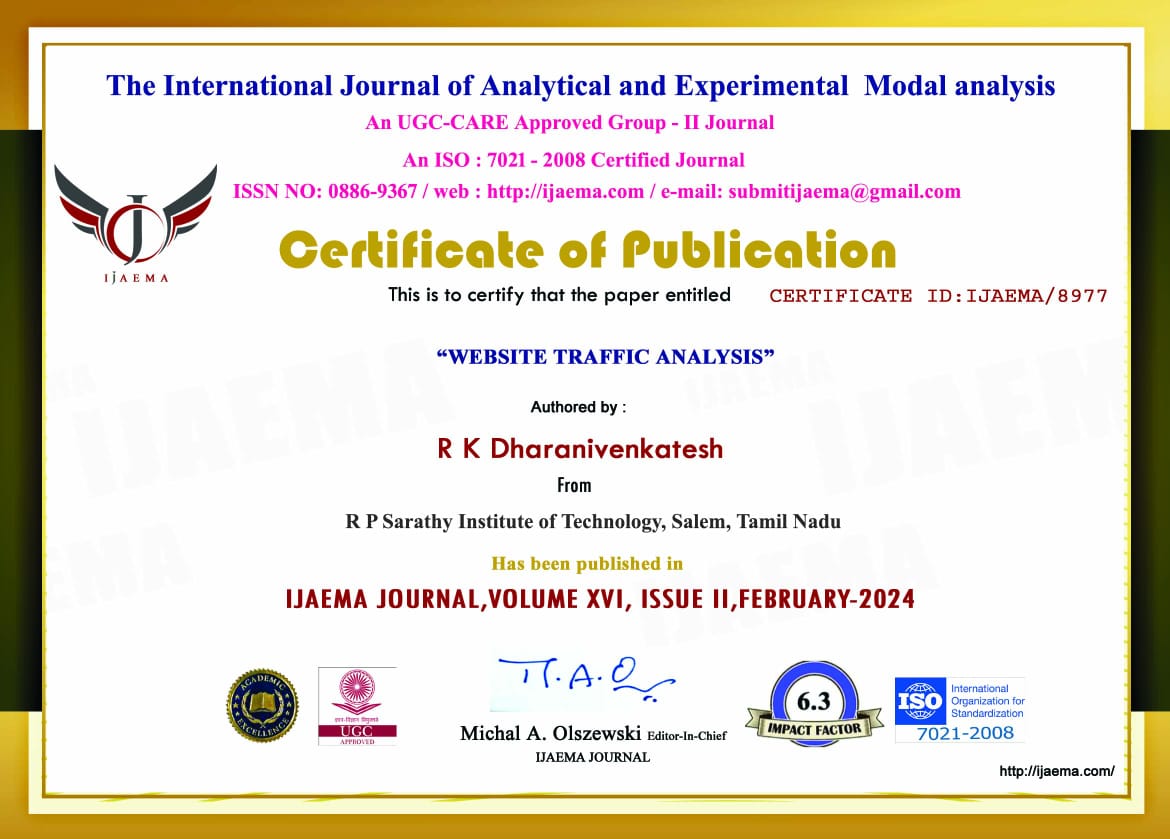 The International Journal of Analytical and Experimental Modal analysis
An UGC-CARE Approved Group - II Journal
An ISO : 7021 - 2008 Certified Journal
ISSN NO: 0886-9367 / web : http://ijaema.com / e-mail: submitijaema@gmail.com
IJAEMA
Certificate of Publication
This is to certify that the paper entitled
CERTIFICATE ID:IJAEMA/8977
“WEBSITE TRAFFIC ANALYSIS”
Authored by :
R K Dharanivenkatesh
From
R P Sarathy Institute of Technology, Salem, Tamil Nadu
Has been published in
IJAEMA JOURNAL,VOLUME XVI, ISSUE II,FEBRUARY-2024
ACADEMIC
EXCELLENCE
ज्ञान-विज्ञान विमुक्तये
UGC
APPROVED
M.A.O
Michal A. Olszewski Editor-In-Chief
IJAEMA JOURNAL
6.3
IMPACT FACTOR
ISO
International
Organization for
Standardization
7021-2008
http://ijaema.com/
IJAEMA
IJAEMA
IJAEMA
IJAEMA